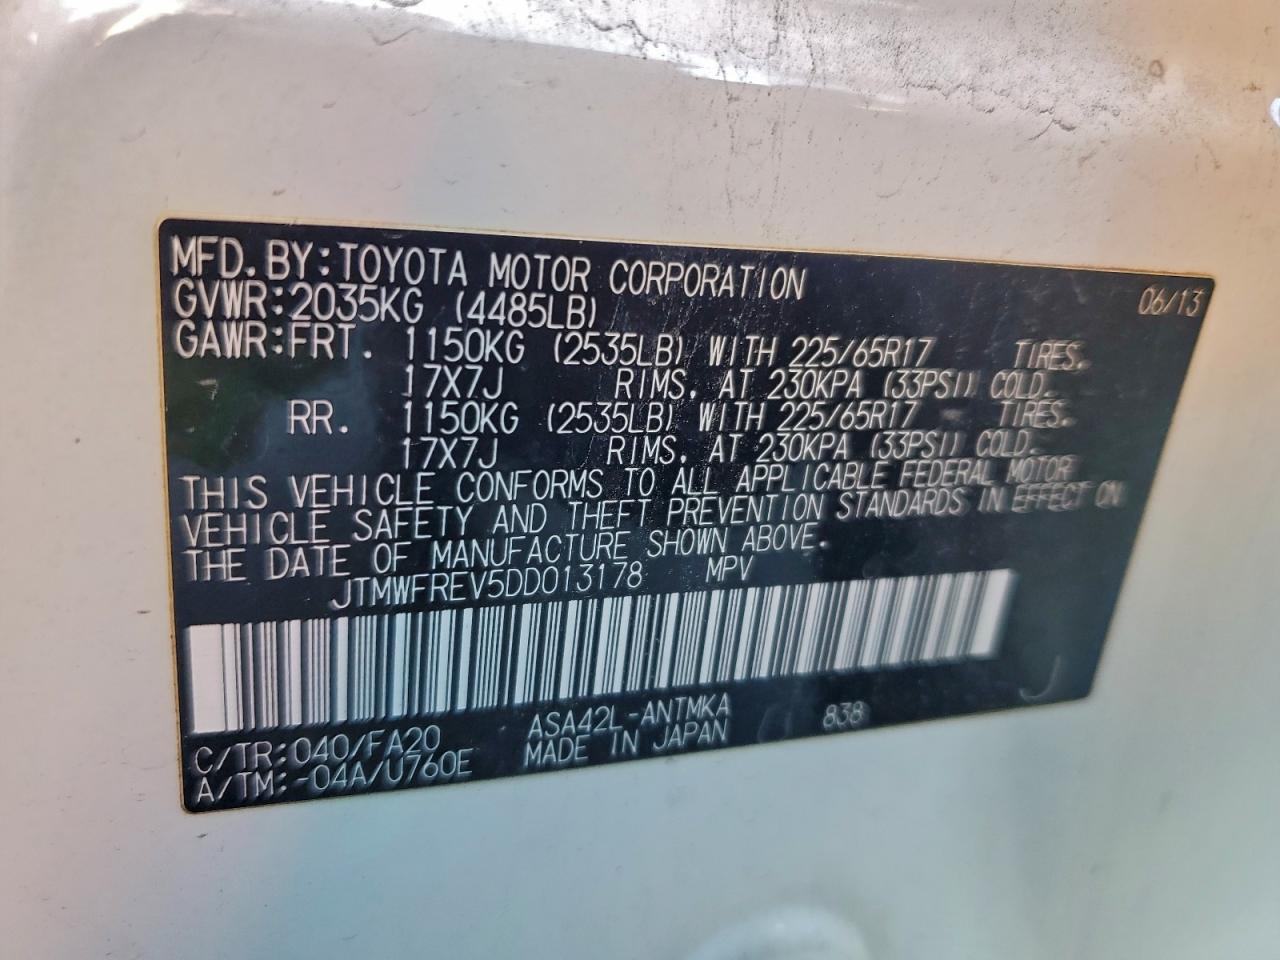 MFD.BY:TOYOTA MOTOR CORPORATION 06/13
GVWR:2035KG (4485LB)
GAWR:FRT. 1150KG (2535LB) WITH 225/65R17 TIRES.
17X7J RIMS, AT 230KPA (33PSI) COLD.
RR. 1150KG (2535LB) WITH 225/65R17 TIRES.
17X7J RIMS, AT 230KPA (33PSI) COLD.
THIS VEHICLE CONFORMS TO ALL APPLICABLE FEDERAL MOTOR
VEHICLE SAFETY AND THEFT PREVENTION STANDARDS IN EFFECT ON
THE DATE OF MANUFACTURE SHOWN ABOVE.
JTMWFREV5DD013178 MPV
J
C/TR:040/FA20 ASA42L-ANTMKA 838
A/TM:-04A/U760E MADE IN JAPAN